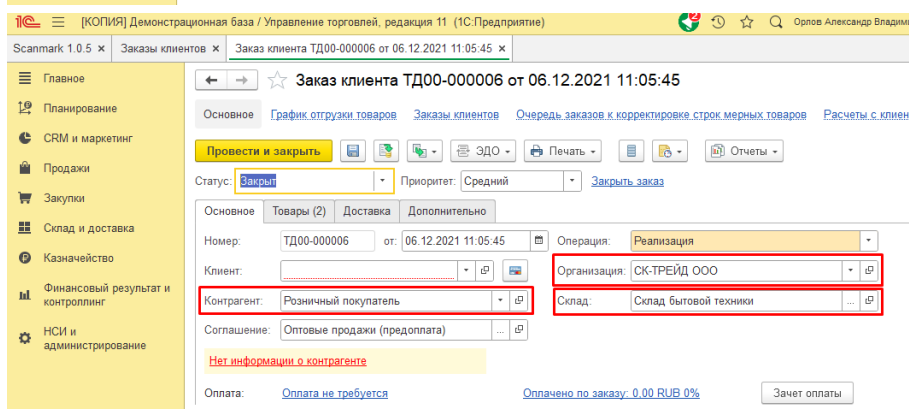 1С [КОПИЯ] Демонстрационная база / Управление торговлей, редакция 11 (1С:Предприятие) 2 Орлов Александр Владим
Scanmark 1.0.5 × Заказы клиентов × Заказ клиента ТД00-000006 от 06.12.2021 11:05:45 ×
Главное
Планирование
CRM и маркетинг
Продажи
Закупки
Склад и доставка
Казначейство
Финансовый результат и
контроллинг
НСИ и
администрирование
Заказ клиента ТД00-000006 от 06.12.2021 11:05:45
Основное График отгрузки товаров Заказы клиентов Очередь заказов к корректировке строк мерных товаров Расчеты с клиен
Провести и закрыть ЭДО Печать Отчеты
Статус: Закрыт Приоритет: Средний Закрыть заказ
Основное Товары (2) Доставка Дополнительно
Номер: ТД00-000006 от: 06.12.2021 11:05:45 Операция: Реализация
Клиент: Организация: СК-ТРЕЙД ООО
Контрагент: Розничный покупатель Склад: Склад бытовой техники ...
Соглашение: Оптовые продажи (предоплата) ...
Нет информации о контрагенте
Оплата: Оплата не требуется Оплачено по заказу: 0,00 RUB 0% Зачет оплаты